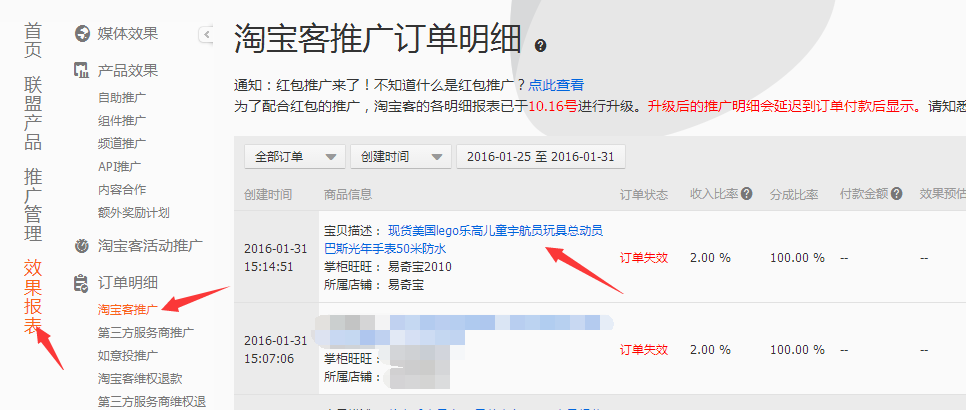 首页
联盟产品
推广管理
效果报表
媒体效果
产品效果
自助推广
组件推广
频道推广
API推广
内容合作
额外奖励计划
淘宝客活动推广
订单明细
淘宝客推广
第三方服务商推广
如意投推广
淘宝客维权退款
第三方服务商维权退
淘宝客推广订单明细 ?
通知：红包推广来了！不知道什么是红包推广？点此查看
为了配合红包的推广，淘宝客的各明细报表已于10.16号进行升级。升级后的推广明细会延迟到订单付款后显示。请知悉
全部订单 创建时间 2016-01-25 至 2016-01-31
创建时间 商品信息 订单状态 收入比率 ? 分成比率 付款金额 ? 效果预估
2016-01-31
15:14:51
宝贝描述： 现货美国lego乐高儿童宇航员玩具总动员
巴斯光年手表50米防水
掌柜旺旺： 易奇宝2010
所属店铺： 易奇宝
订单失效 2.00 % 100.00 % -- --
2016-01-31
15:07:06
掌柜旺旺：
所属店铺：
订单失效 2.00 % 100.00 % -- --